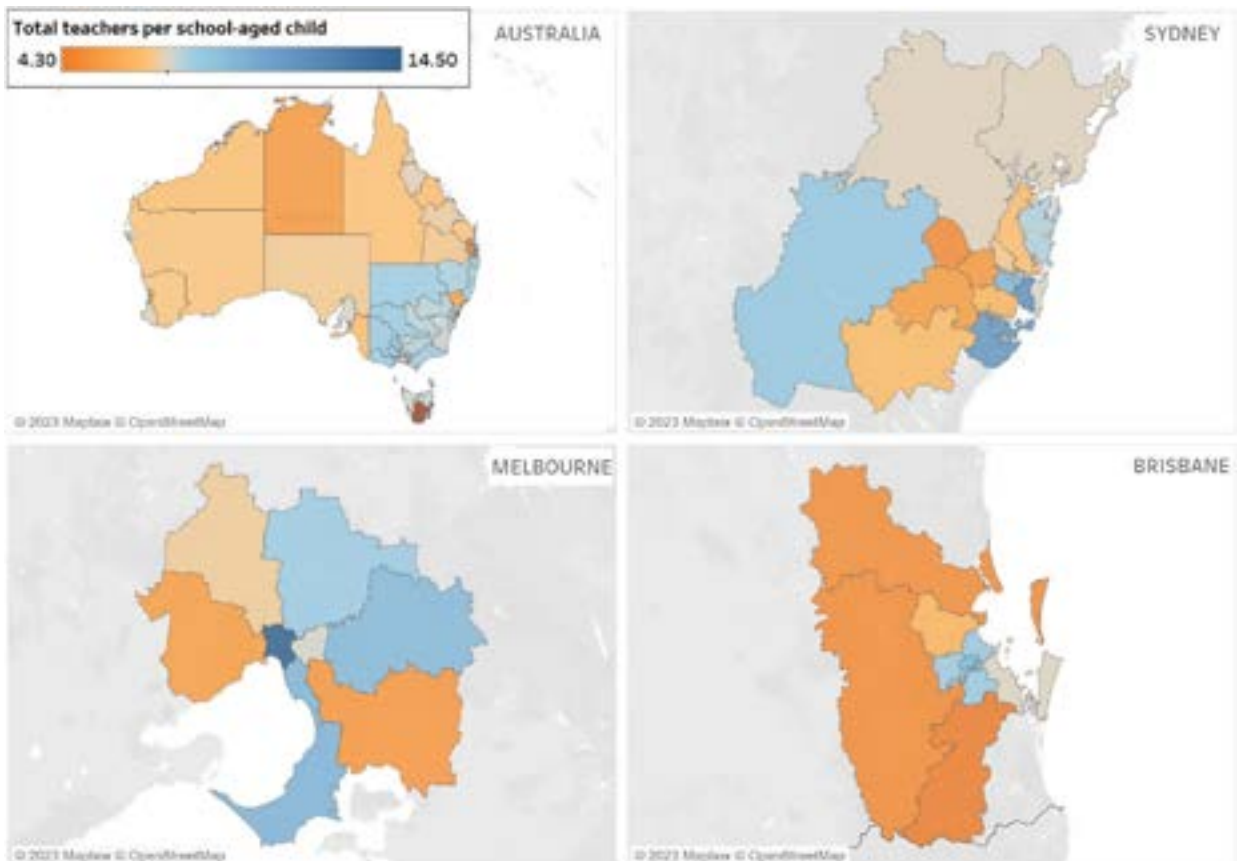 Total teachers per school-aged child
4.30 14.50
AUSTRALIA
SYDNEY
© 2023 Mapbox © OpenStreetMap
© 2023 Mapbox © OpenStreetMap
MELBOURNE
BRISBANE
© 2023 Mapbox © OpenStreetMap
© 2023 Mapbox © OpenStreetMap